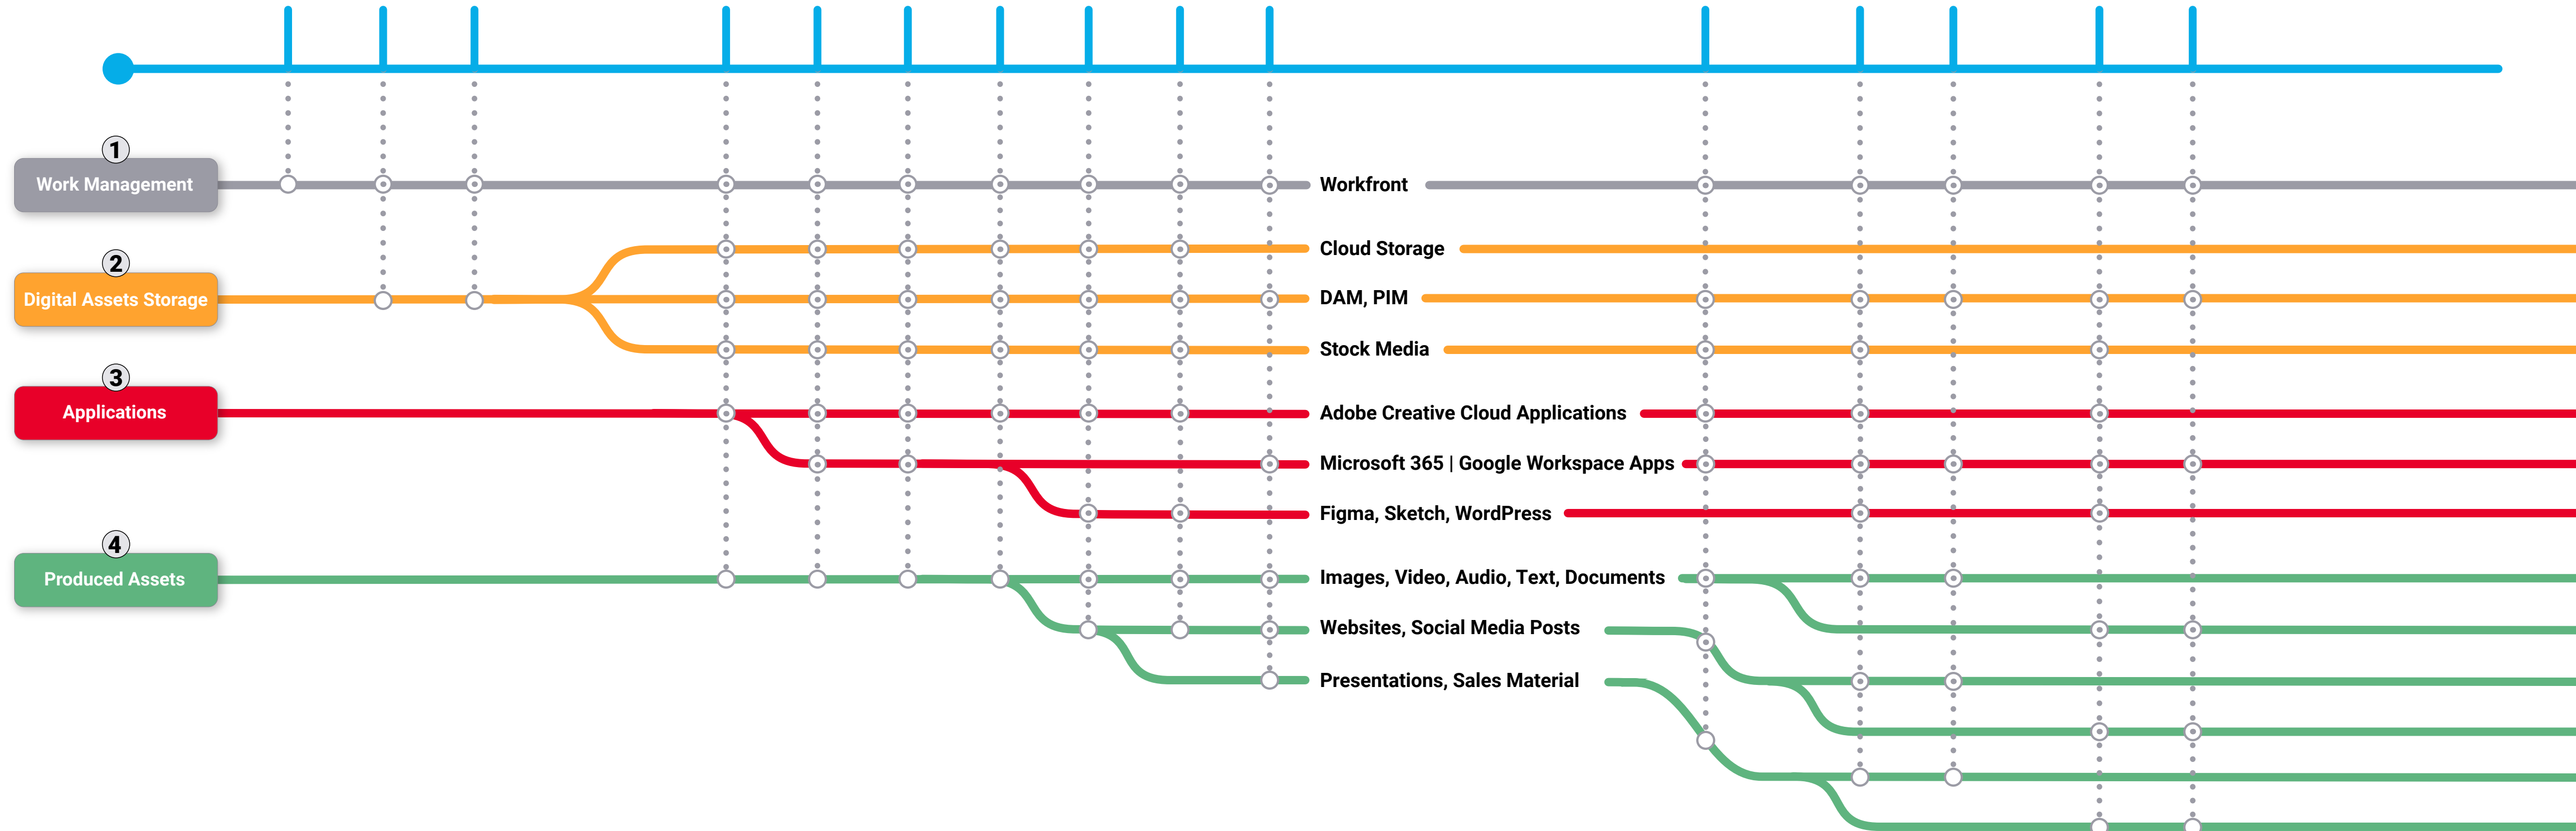 1
Work Management
Workfront
Cloud Storage
2
Digital Assets Storage
DAM, PIM
Stock Media
3
Applications
Adobe Creative Cloud Applications
Microsoft 365 | Google Workspace Apps
Figma, Sketch, WordPress
4
Produced Assets
Images, Video, Audio, Text, Documents
Websites, Social Media Posts
Presentations, Sales Material